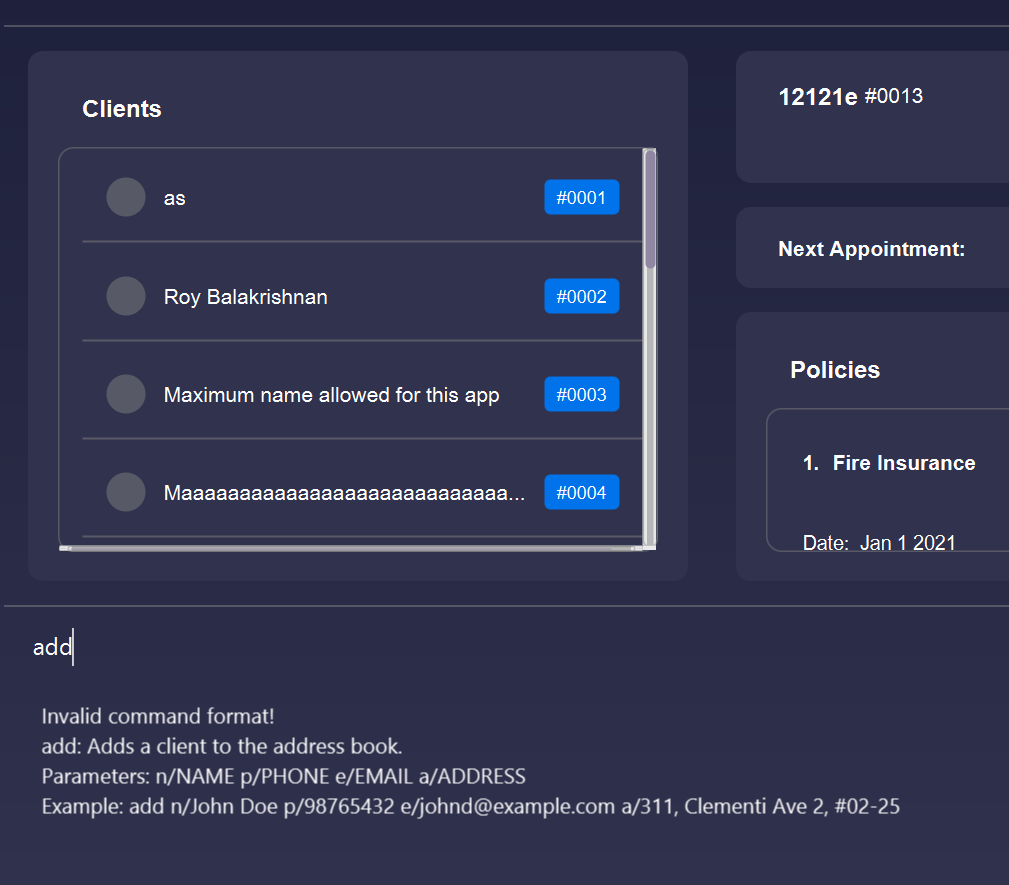 Clients
as #0001
Roy Balakrishnan #0002
Maximum name allowed for this app #0003
Maaaaaaaaaaaaaaaaaaaaaaaaaaaa... #0004
12121e #0013
Next Appointment:
Policies
1. Fire Insurance
Date: Jan 1 2021
add
Invalid command format!
add: Adds a client to the address book.
Parameters: n/NAME p/PHONE e/EMAIL a/ADDRESS
Example: add n/John Doe p/98765432 e/johnd@example.com a/311, Clementi Ave 2, #02-25